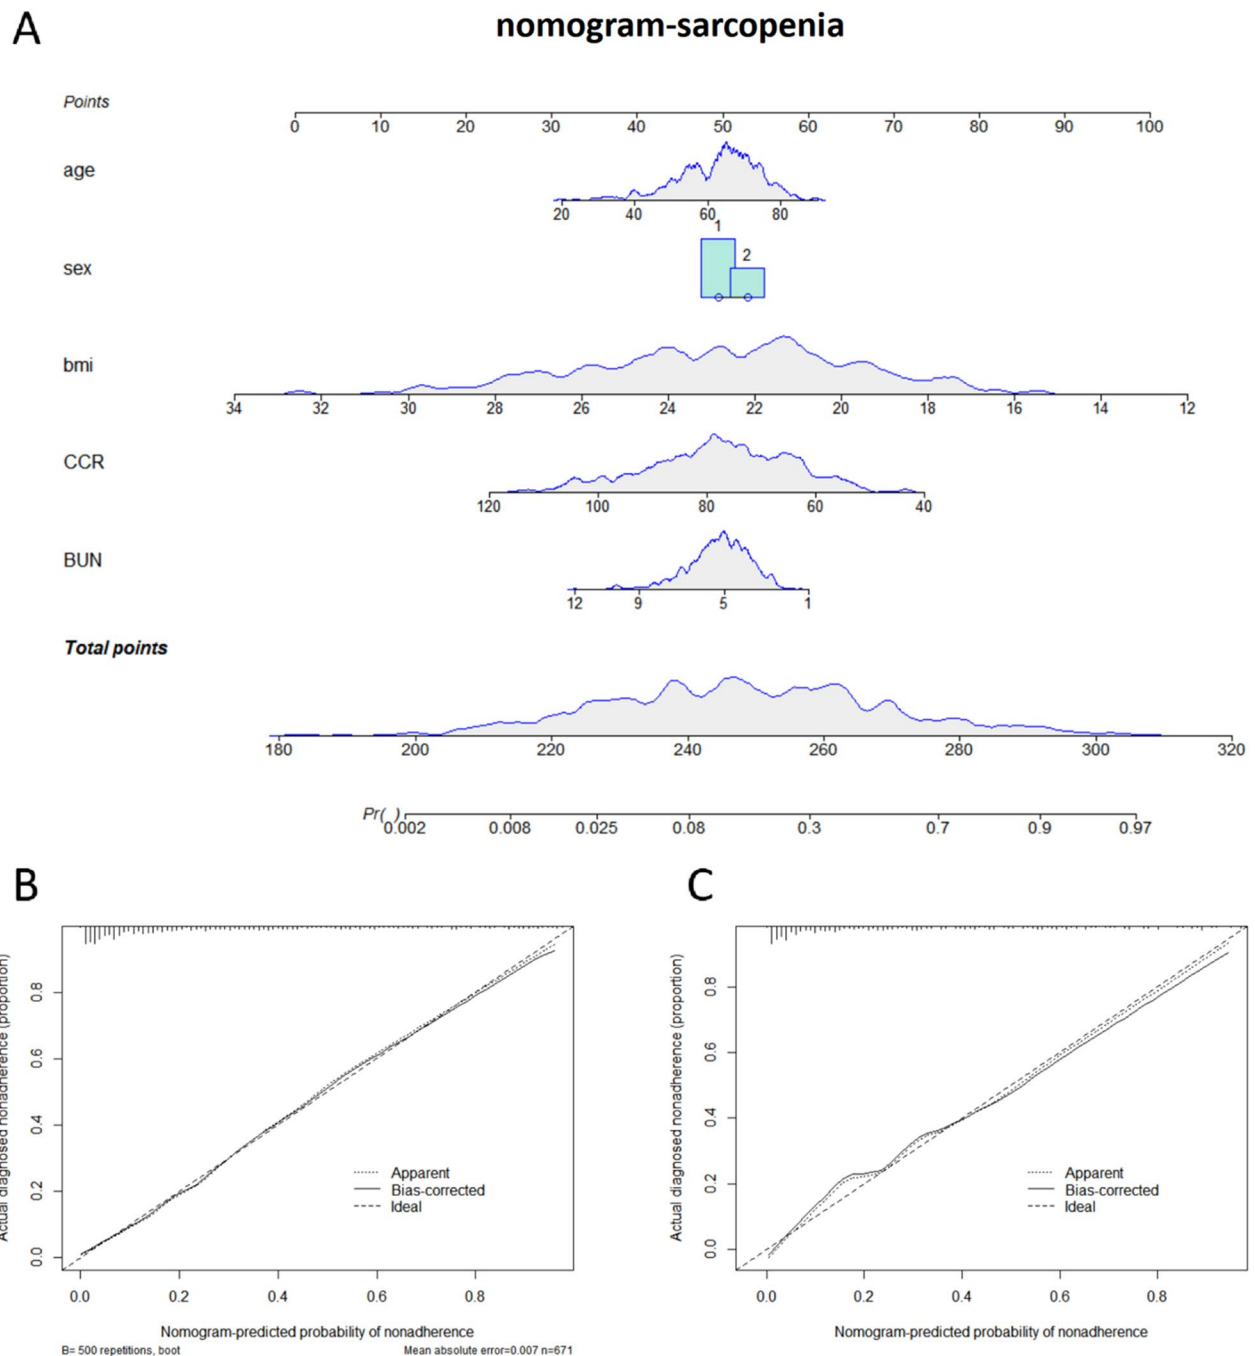 A
nomogram-sarcopenia
Points
0 10 20 30 40 50 60 70 80 90 100
age
20 40 60 80
sex
1
2
bmi
34 32 30 28 26 24 22 20 18 16 14 12
CCR
120 100 80 60 40
BUN
12 9 5 1
Total points
180 200 220 240 260 280 300 320
Pr( )
0.002 0.008 0.025 0.08 0.3 0.7 0.9 0.97
B
Actual diagnosed nonadherence (proportion)
0.8
0.6
0.4
0.2
0.0
Apparent
Bias-corrected
Ideal
0.0 0.2 0.4 0.6 0.8
Nomogram-predicted probability of nonadherence
B= 500 repetitions, boot
Mean absolute error=0.007 n=671
C
Actual diagnosed nonadherence (proportion)
0.8
0.6
0.4
0.2
0.0
Apparent
Bias-corrected
Ideal
0.0 0.2 0.4 0.6 0.8
Nomogram-predicted probability of nonadherence